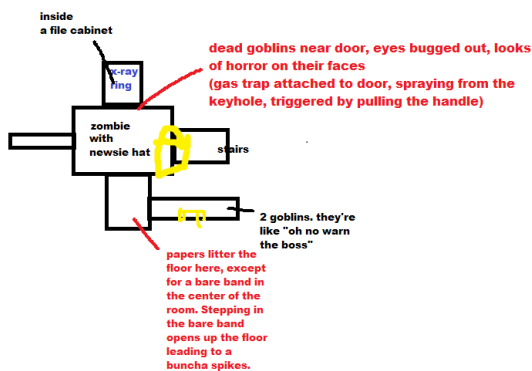 inside
a file cabinet
dead goblins near door, eyes bugged out, looks
of horror on their faces
(gas trap attached to door, spraying from the
keyhole, triggered by pulling the handle)
x-ray
ring
zombie
with
newsie hat
stairs
2 goblins. they're
like "oh no warn
the boss"
papers litter the
floor here, except
for a bare band in
the center of the
room. Stepping in
the bare band
opens up the floor
leading to a
buncha spikes.